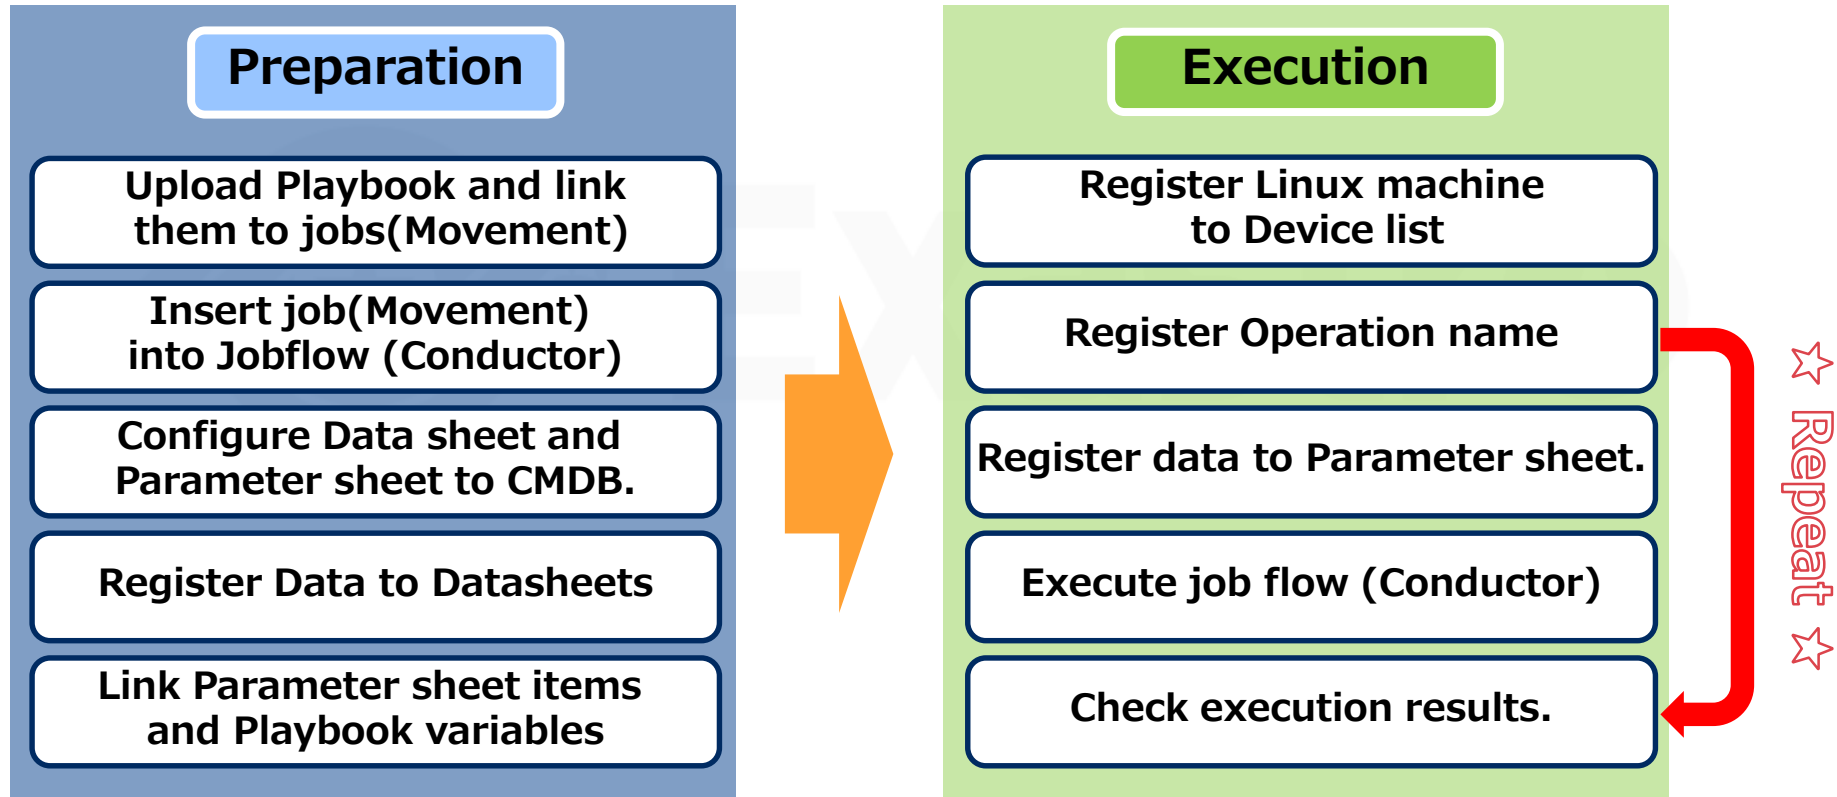 Preparation
Upload Playbook and link
them to jobs(Movement)
Insert job(Movement)
into Jobflow (Conductor)
Configure Data sheet and
Parameter sheet to CMDB.
Register Data to Datasheets
Link Parameter sheet items
and Playbook variables
Execution
Register Linux machine
to Device list
Register Operation name
Register data to Parameter sheet.
Execute job flow (Conductor)
Check execution results.
☆ Repeat ☆